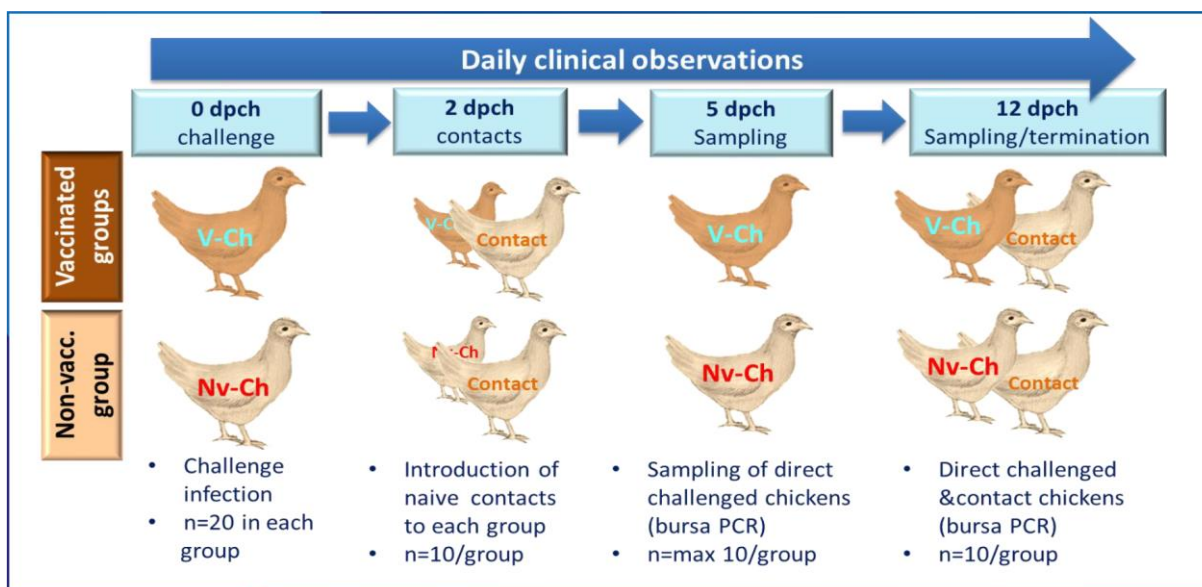 Daily clinical observations
0 dpch
challenge
2 dpch
contacts
5 dpch
Sampling
12 dpch
Sampling/termination
Vaccinated
groups
V-Ch
V-Ch
Contact
V-Ch
V-Ch
Contact
Non-vacc.
group
Nv-Ch
Nv-Ch
Contact
Nv-Ch
Nv-Ch
Contact
• Challenge
infection
• n=20 in each
group
• Introduction of
naive contacts
to each group
• n=10/group
• Sampling of direct
challenged chickens
(bursa PCR)
• n=max 10/group
• Direct challenged
&contact chickens
(bursa PCR)
• n=10/group